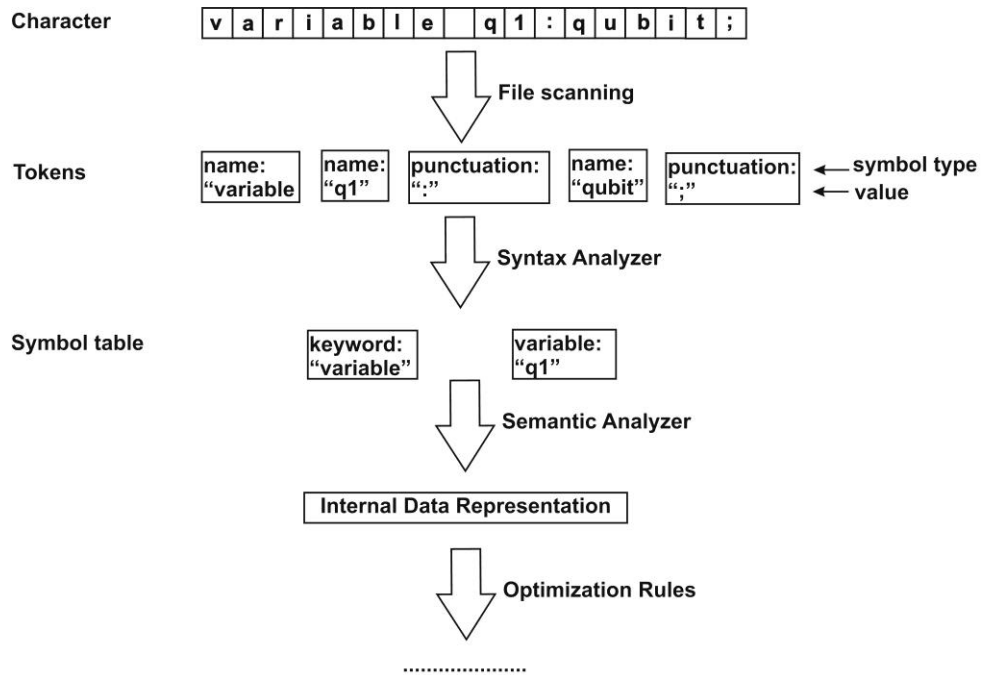 Character v a r i a b l e q 1 : q u b i t ;
File scanning
Tokens name: name: punctuation: name: punctuation: symbol type
“variable “q1” “:” “qubit” “;” value
Syntax Analyzer
Symbol table keyword: variable:
“variable” “q1”
Semantic Analyzer
Internal Data Representation
Optimization Rules
.....................